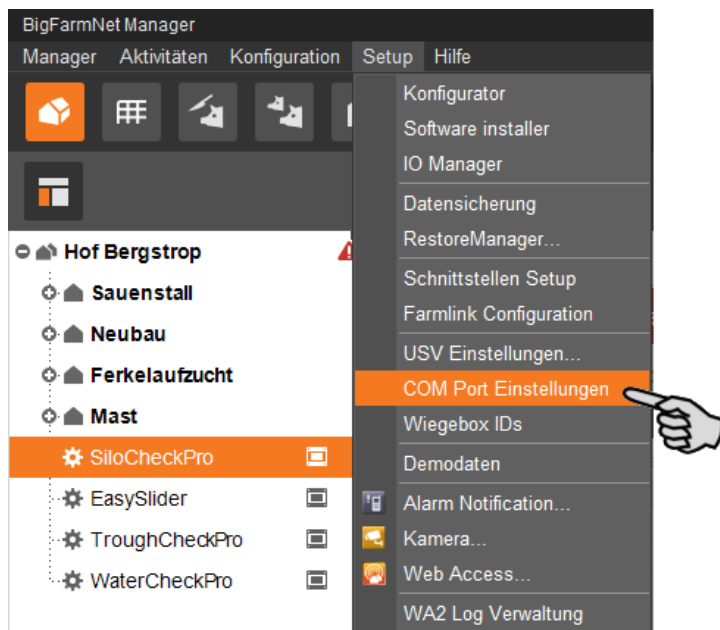 BigFarmNet Manager
Manager Aktivitäten Konfiguration Setup Hilfe
Konfigurator
Software installer
IO Manager
Datensicherung
RestoreManager...
Schnittstellen Setup
Farmlink Configuration
USV Einstellungen...
COM Port Einstellungen
Wiegebox IDs
Demodaten
Alarm Notification...
Kamera...
Web Access...
WA2 Log Verwaltung
Hof Bergstrop
Sauenstall
Neubau
Ferkelaufzucht
Mast
SiloCheckPro
EasySlider
TroughCheckPro
WaterCheckPro